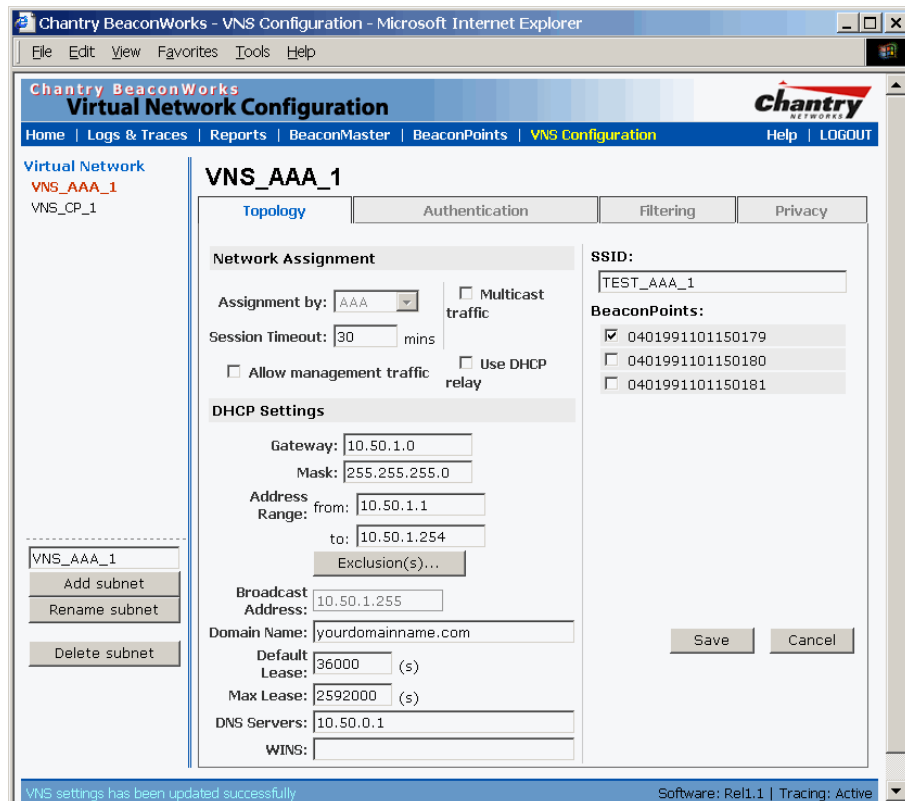 Chantry BeaconWorks - VNS Configuration - Microsoft Internet Explorer
File Edit View Favorites Tools Help
Chantry BeaconWorks
Virtual Network Configuration
Chantry
NETWORKS
Home | Logs & Traces | Reports | BeaconMaster | BeaconPoints | VNS Configuration
Help | LOGOUT
Virtual Network
VNS_AAA_1
VNS_CP_1
VNS_AAA_1
Add subnet
Rename subnet
Delete subnet
VNS_AAA_1
Topology
Authentication
Filtering
Privacy
Network Assignment
Assignment by: AAA
Multicast traffic
Session Timeout: 30 mins
Allow management traffic
Use DHCP relay
DHCP Settings
Gateway: 10.50.1.0
Mask: 255.255.255.0
Address Range: from: 10.50.1.1
to: 10.50.1.254
Exclusion(s)...
Broadcast Address: 10.50.1.255
Domain Name: yourdomainname.com
Default Lease: 36000 (s)
Max Lease: 2592000 (s)
DNS Servers: 10.50.0.1
WINS:
SSID:
TEST_AAA_1
BeaconPoints:
0401991101150179
0401991101150180
0401991101150181
Save
Cancel
VNS settings has been updated successfully
Software: Rel1.1 | Tracing: Active